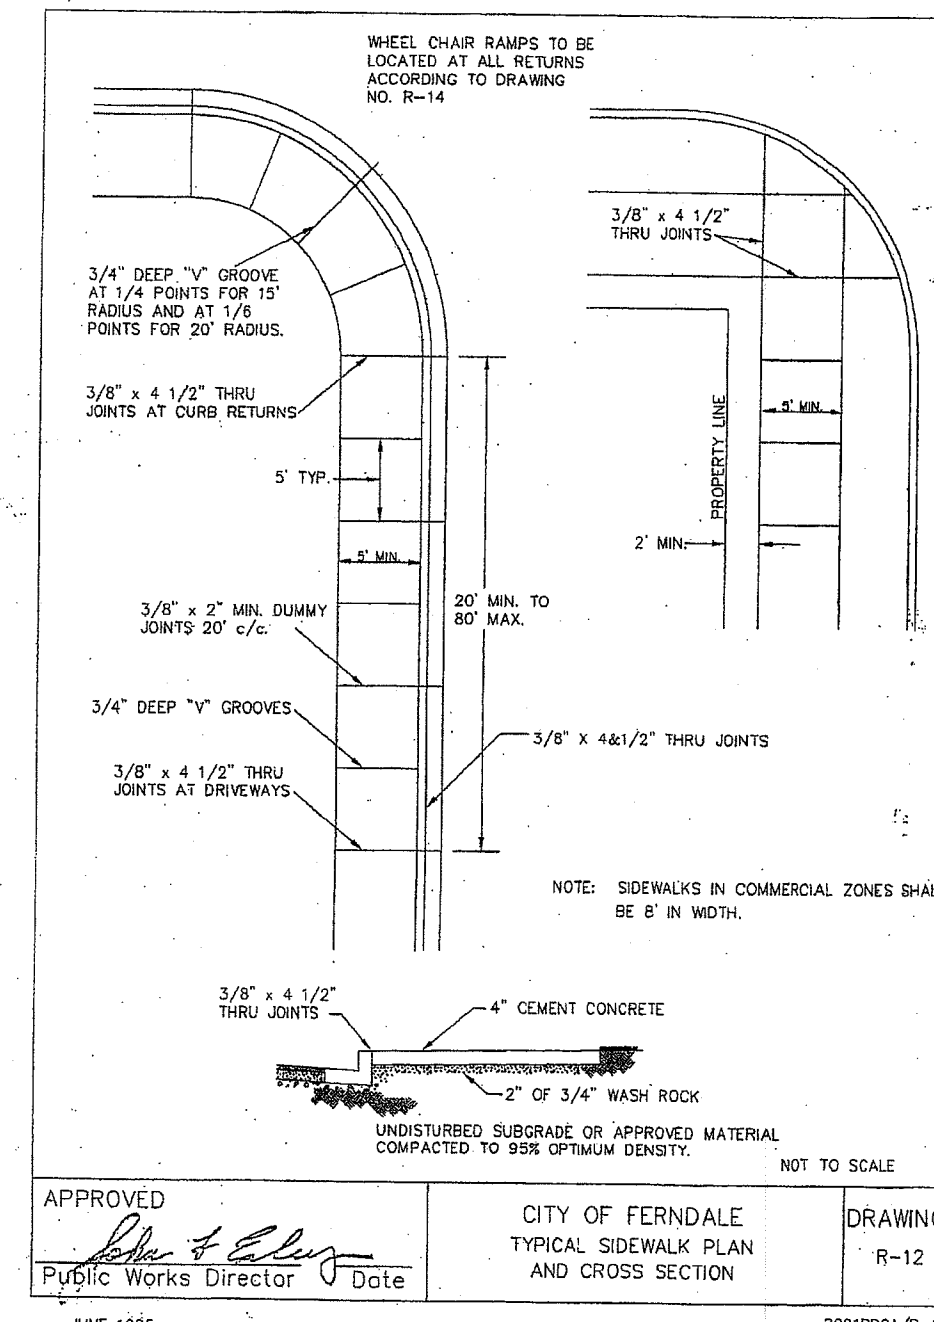 WHEEL CHAIR RAMPS TO BE
LOCATED AT ALL RETURNS
ACCORDING TO DRAWING
NO. R-14
3/8" x 4 1/2"
THRU JOINTS
3/4" DEEP "V" GROOVE
AT 1/4 POINTS FOR 15'
RADIUS AND AT 1/6
POINTS FOR 20' RADIUS.
3/8" x 4 1/2" THRU
JOINTS AT CURB RETURNS
5' TYP.
5' MIN.
PROPERTY LINE
5' MIN.
2' MIN.
3/8" x 2" MIN. DUMMY
JOINTS 20' c/c.
20' MIN. TO
80' MAX.
3/4" DEEP "V" GROOVES
3/8" X 4&1/2" THRU JOINTS
3/8" x 4 1/2" THRU
JOINTS AT DRIVEWAYS
NOTE: SIDEWALKS IN COMMERCIAL ZONES
BE 8' IN WIDTH.
3/8" x 4 1/2"
THRU JOINTS
4" CEMENT CONCRETE
2" OF 3/4" WASH ROCK
UNDISTURBED SUBGRADE OR APPROVED MATERIAL
COMPACTED TO 95% OPTIMUM DENSITY.
NOT TO SCALE
APPROVED
Public Works Director Date
CITY OF FERNDALE
TYPICAL SIDEWALK PLAN
AND CROSS SECTION
DRAWING
R-12